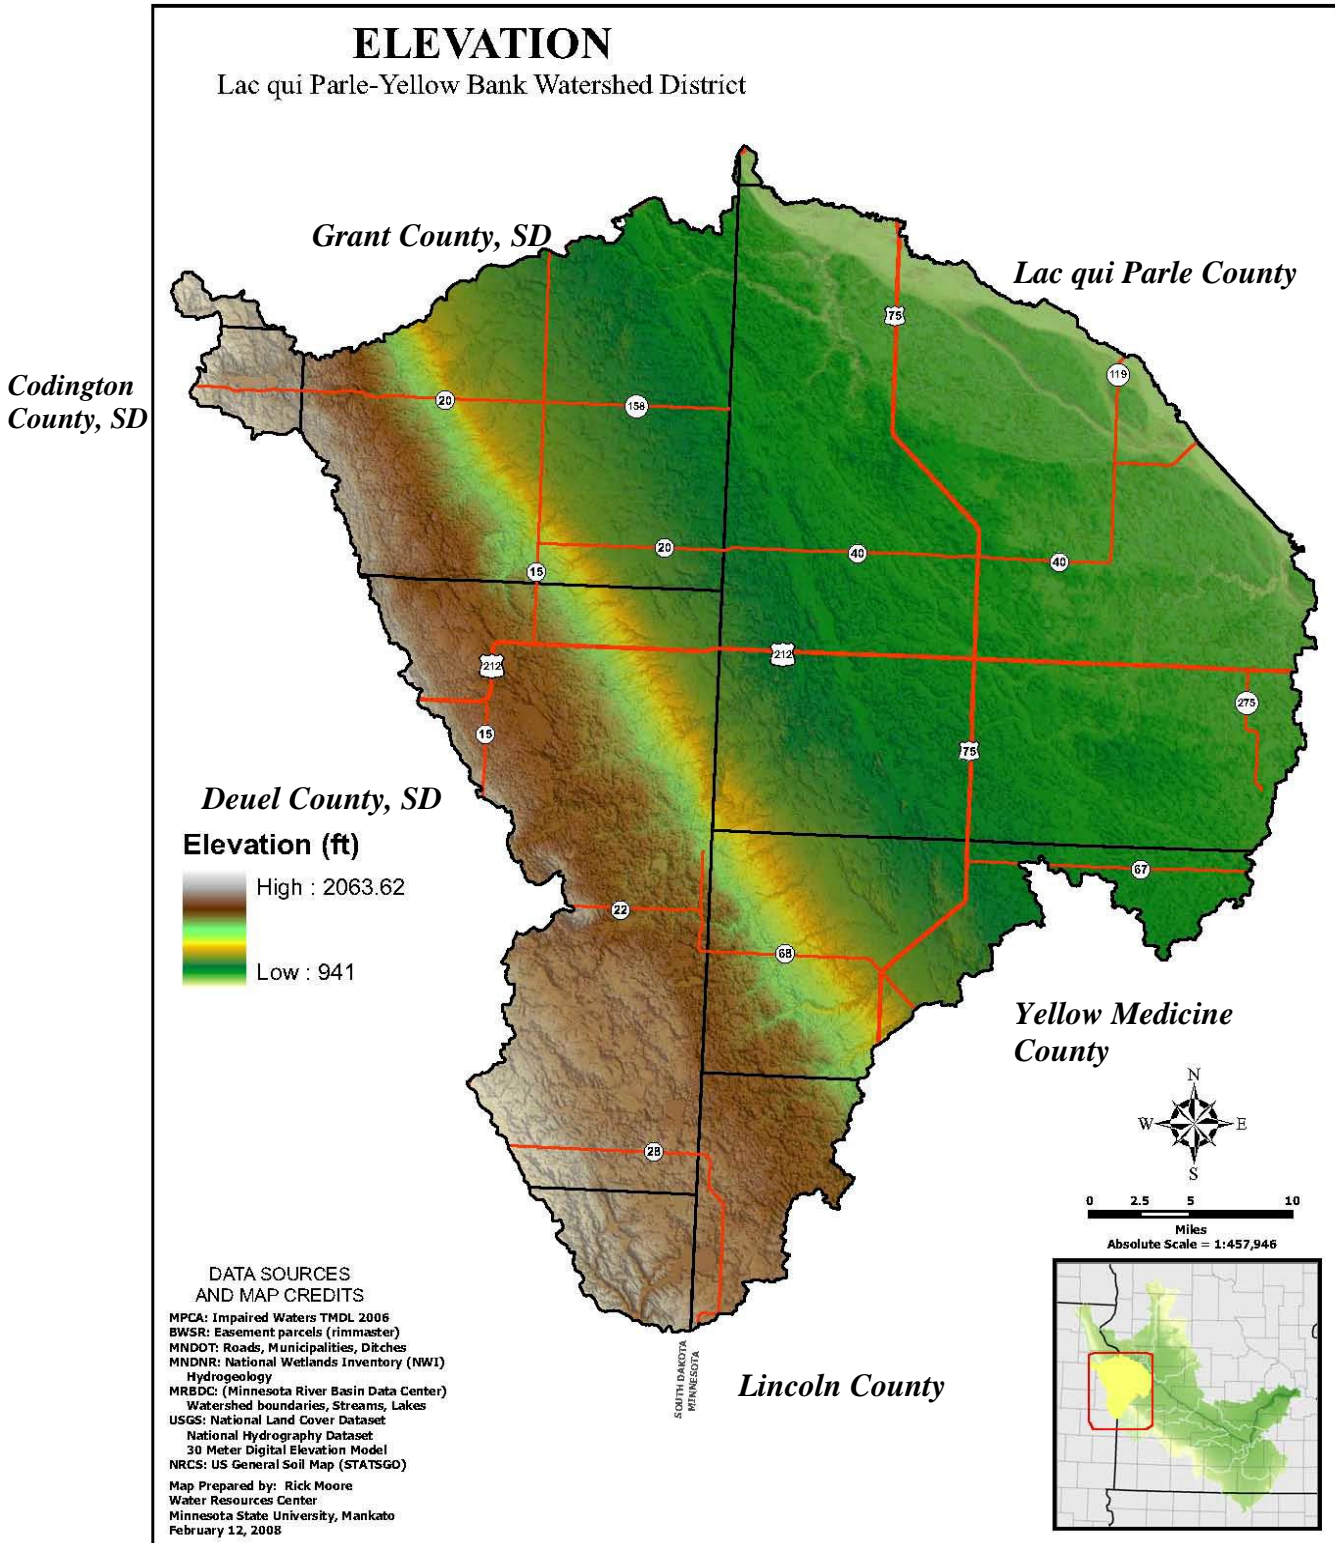 ELEVATION
Lac qui Parle-Yellow Bank Watershed District
Grant County, SD
Lac qui Parle County
75
119
Codington
County, SD
20
158
20
40
40
15
212
212
275
15
75
Deuel County, SD
Elevation (ft)
High : 2063.62
Low : 941
67
22
68
Yellow Medicine
County
N
W
E
S
28
0 2.5 5 10
Miles
Absolute Scale = 1:457,946
DATA SOURCES
AND MAP CREDITS
MPCA: Impaired Waters TMDL 2006
BWSR: Easement parcels (rimmaster)
MNDOT: Roads, Municipalities, Ditches
MNDNR: National Wetlands Inventory (NWI)
Hydrogeology
MRBDC: (Minnesota River Basin Data Center)
Watershed boundaries, Streams, Lakes
USGS: National Land Cover Dataset
National Hydrography Dataset
30 Meter Digital Elevation Model
NRCS: US General Soil Map (STATSGO)
Map Prepared by: Rick Moore
Water Resources Center
Minnesota State University, Mankato
February 12, 2008
SOUTH DAKOTA
MINNESOTA
Lincoln County